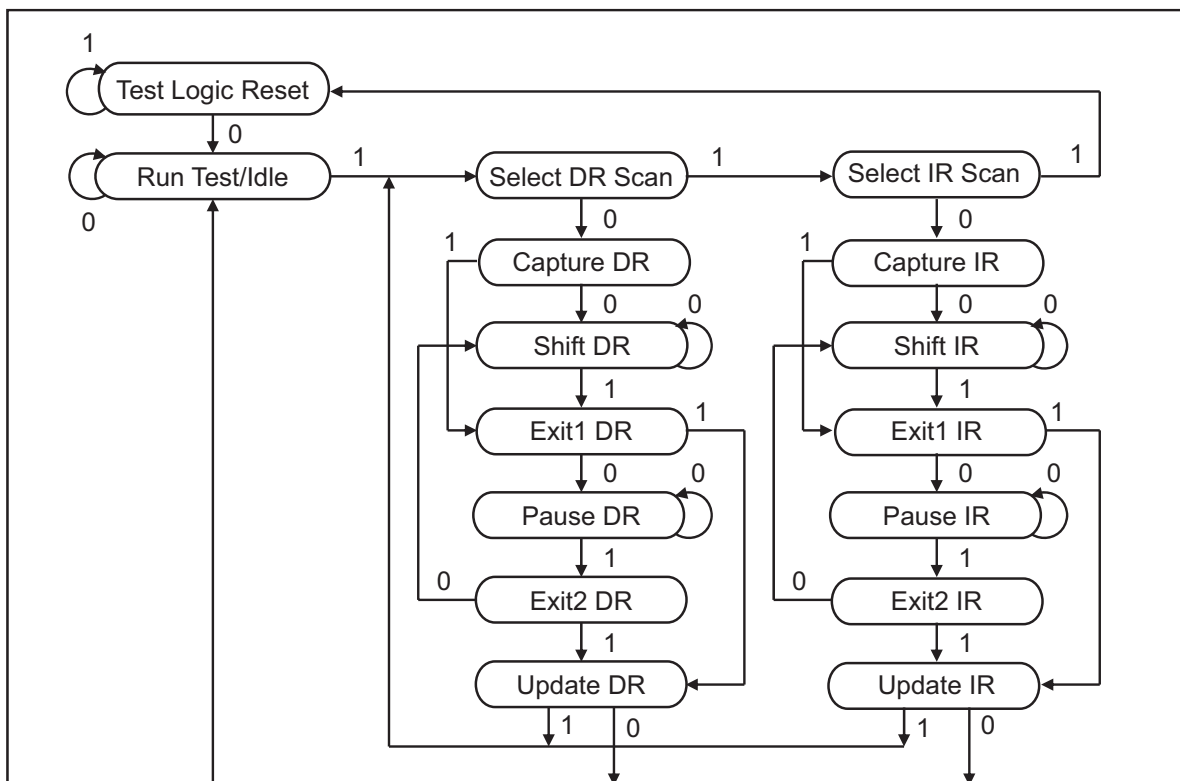 1
Test Logic Reset
0
Run Test/Idle
1
0
Select DR Scan
1
Select IR Scan
1
0
0
1
Capture DR
1
Capture IR
0
0
0
0
Shift DR
Shift IR
1
1
Exit1 DR
1
Exit1 IR
1
0
0
0
0
Pause DR
Pause IR
1
1
0
Exit2 DR
0
Exit2 IR
1
1
Update DR
Update IR
1
0
1
0